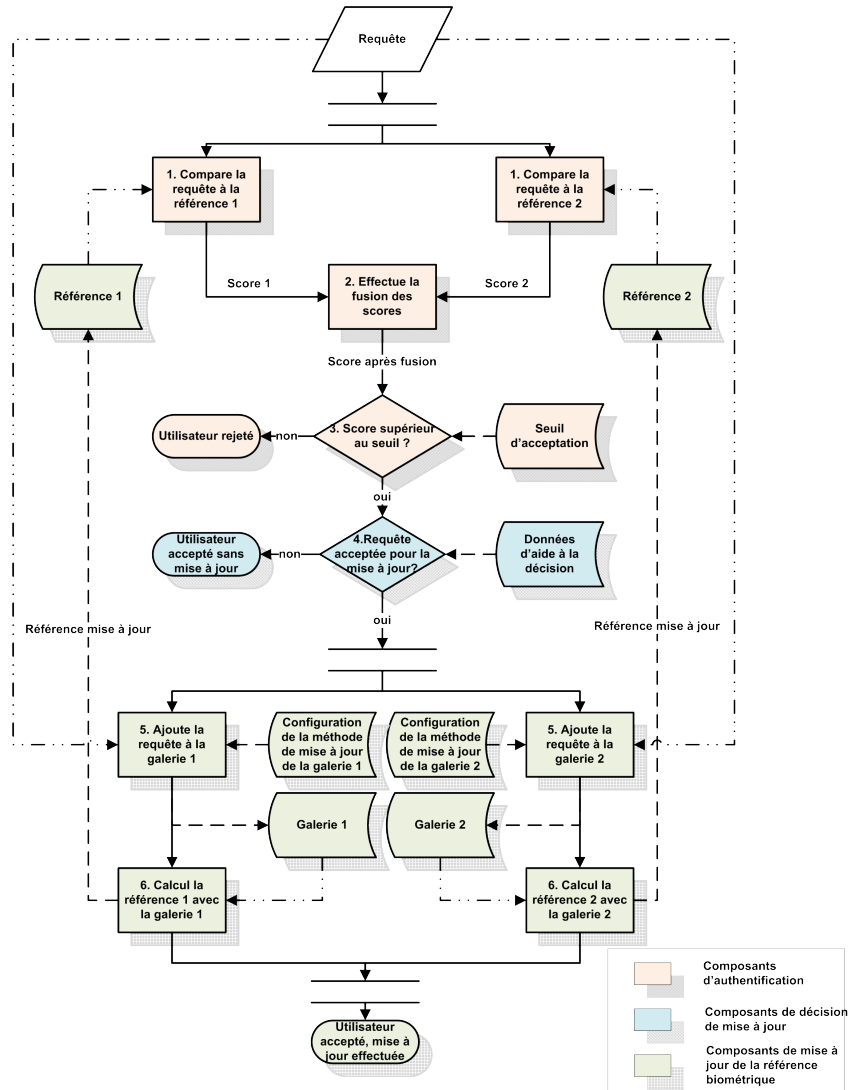 Requête
1. Compare la
requête à la
référence 1
1. Compare la
requête à la
référence 2
Référence 1
Score 1
2. Effectue la
fusion des
scores
Score 2
Référence 2
Score après fusion
Utilisateur rejeté
non
3. Score supérieur
au seuil ?
Seuil
d'acceptation
oui
Utilisateur
accepté sans
mise à jour
non
4.Requête
acceptée pour la
mise à jour?
Données
d'aide à la
décision
oui
Référence mise à jour
Référence mise à jour
5. Ajoute la
requête à la
galerie 1
Configuration
de la méthode
de mise à jour
de la galerie 1
Configuration
de la méthode
de mise à jour
de la galerie 2
5. Ajoute la
requête à la
galerie 2
Galerie 1
Galerie 2
6. Calcul la
référence 1 avec
la galerie 1
6. Calcul la
référence 2 avec
la galerie 2
Utilisateur
accepté, mise à
jour effectuée
Composants
d'authentification
Composants de décision
de mise à jour
Composants de mise à
jour de la référence
biométrique